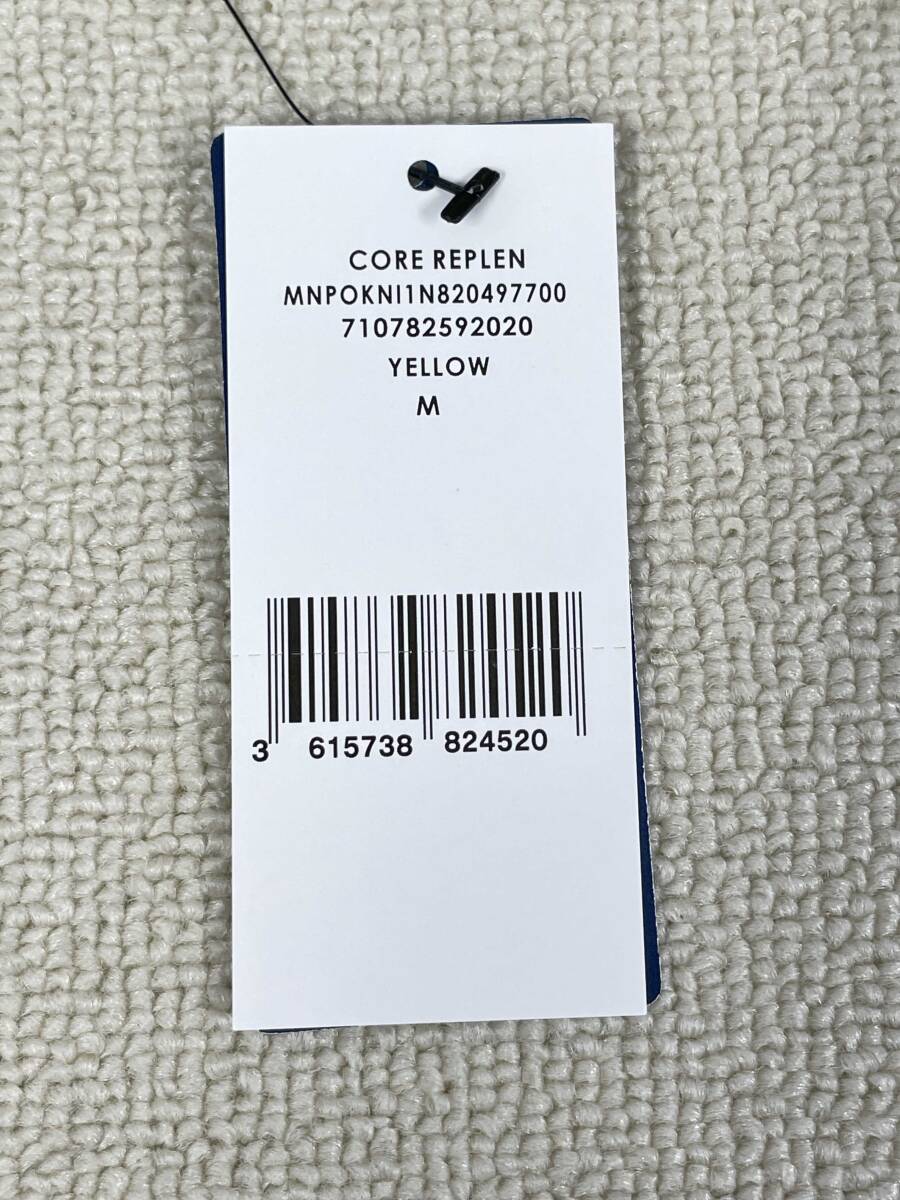 CORE REPLEN
MNPOKNI1N820497700
710782592020
YELLOW
M
3 615738 824520